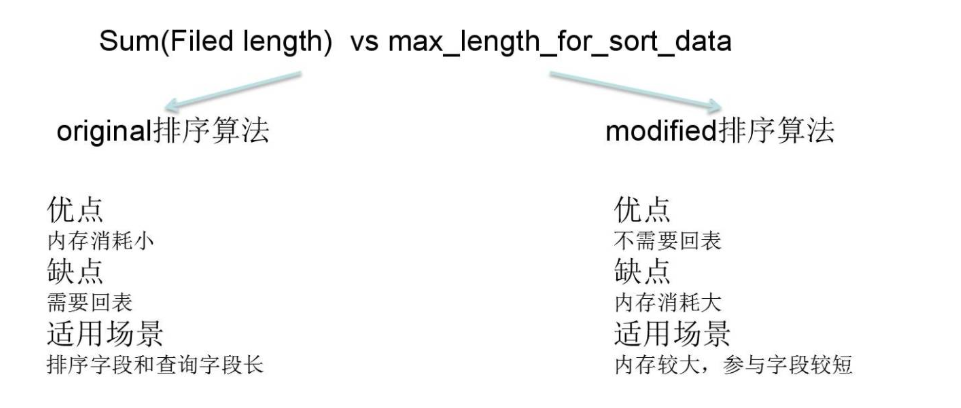 Sum(Filed length) vs max_length_for_sort_data
original排序算法
modified排序算法
优点
内存消耗小
缺点
需要回表
适用场景
排序字段和查询字段长
优点
不需要回表
缺点
内存消耗大
适用场景
内存较大，参与字段较短